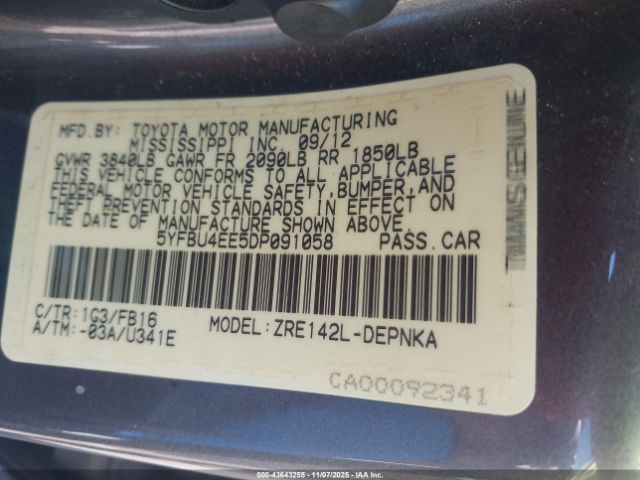 MFD.BY: TOYOTA MOTOR MANUFACTURING
MISSISSIPPI INC. 09/12
GVWR 3840LB GAWR FR 2090LB RR 1850LB
THIS VEHICLE CONFORMS TO ALL APPLICABLE
FEDERAL MOTOR VEHICLE SAFETY,BUMPER,AND
THEFT PREVENTION STANDARDS IN EFFECT ON
THE DATE OF MANUFACTURE SHOWN ABOVE.
5YFBU4EE5DP091058 PASS.CAR
C/TR:1G3/FB16
A/TM:-03A/U341E
MODEL:ZRE142L-DEPNKA
CA00092341
000-43643255 - 11/07/2025 - IAA Inc.